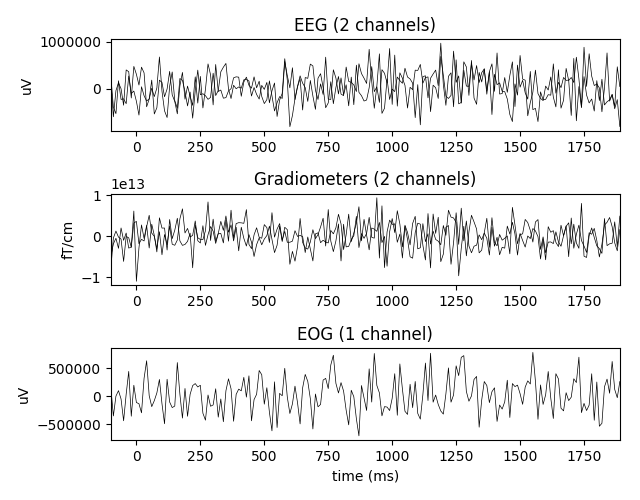 EEG (2 channels)
1000000
0
uV
0 250 500 750 1000 1250 1500 1750
1e13
Gradiometers (2 channels)
1
0
−1
fT/cm
0 250 500 750 1000 1250 1500 1750
EOG (1 channel)
500000
0
−500000
uV
0 250 500 750 1000 1250 1500 1750
time (ms)